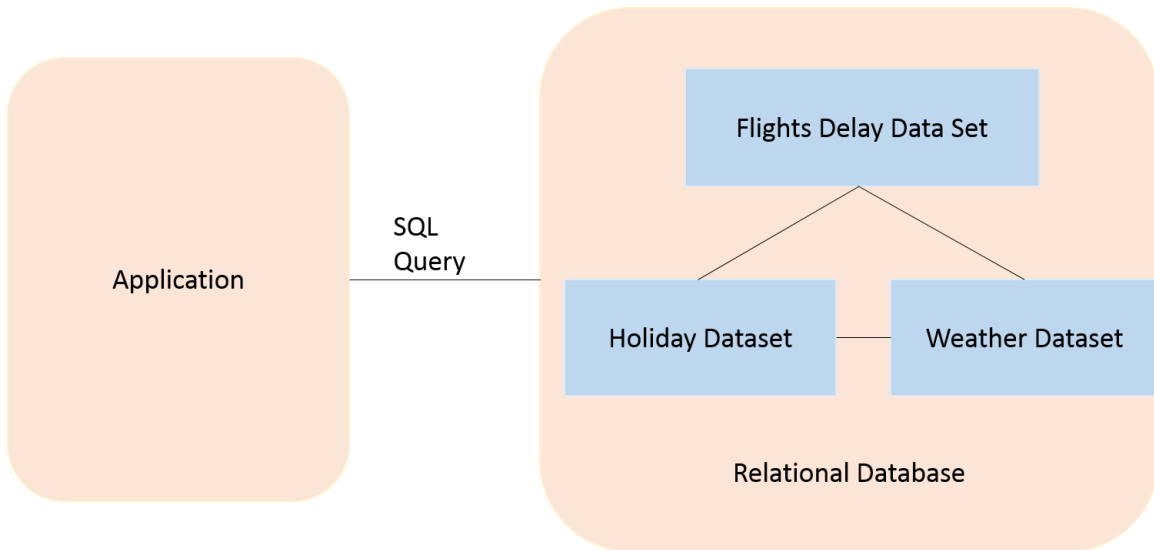 Application
SQL
Query
Flights Delay Data Set
Holiday Dataset
Weather Dataset
Relational Database